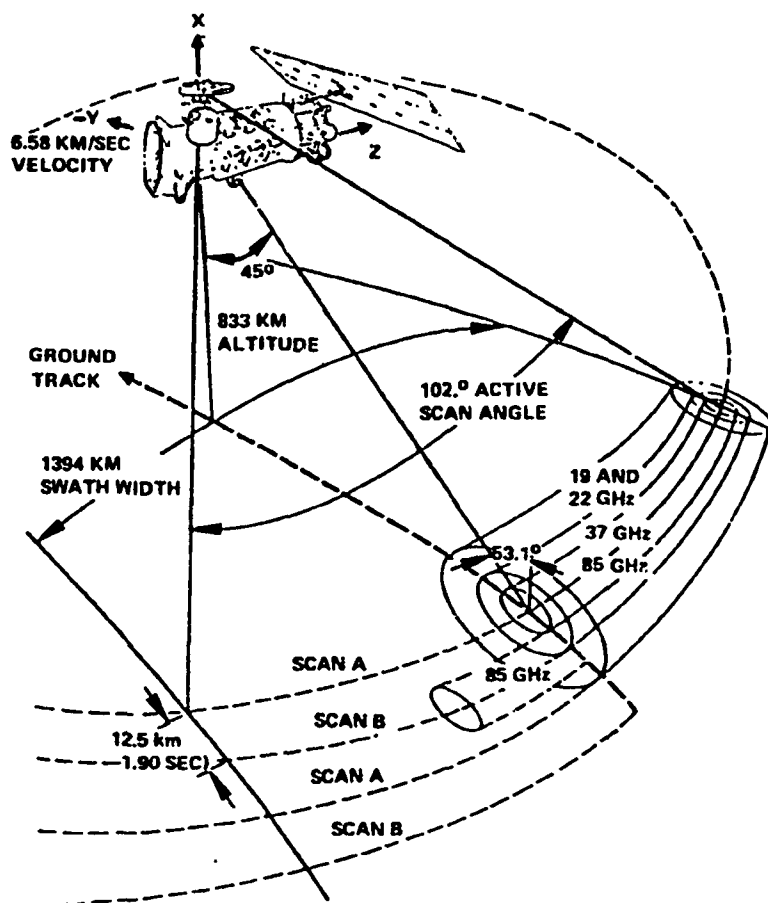 X
-Y
6.58 KM/SEC
VELOCITY
Z
45º
833 KM
ALTITUDE
GROUND
TRACK
102.º ACTIVE
SCAN ANGLE
1394 KM
SWATH WIDTH
19 AND
22 GHz
37 GHz
53.1º
85 GHz
SCAN A
85 GHz
SCAN B
12.5 km
1.90 SEC)
SCAN A
SCAN B